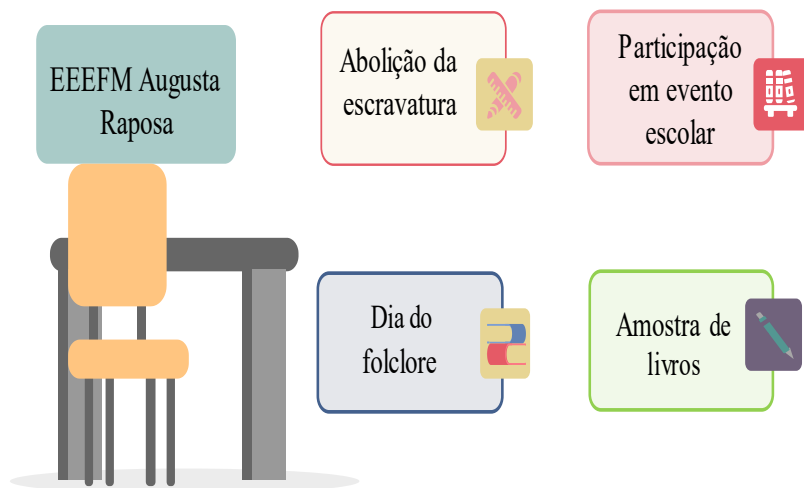 EEEFM Augusta
Raposa
Abolição da
escravatura
Participação
em evento
escolar
Dia do
folclore
Amostra de
livros